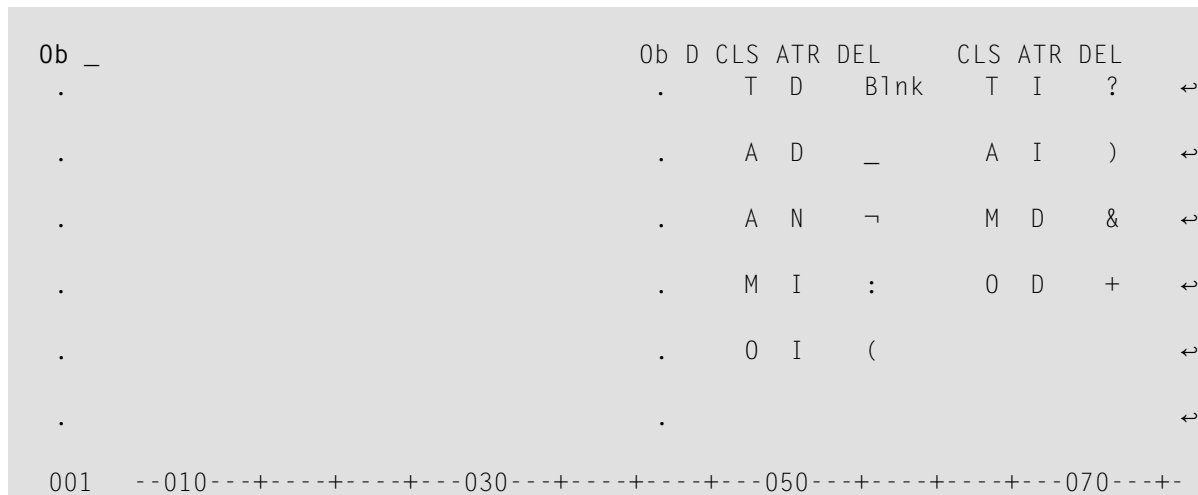 Ob _ Ob D CLS ATR DEL CLS ATR DEL
. . T D Blnk T I ? ↩
. . A D _ A I ) ↩
. . A N ¬ M D & ↩
. . M I : O D + ↩
. . O I ( ↩
. . ↩
001 --010---+----+----+---030---+----+----+---050---+----+----+---070---+-